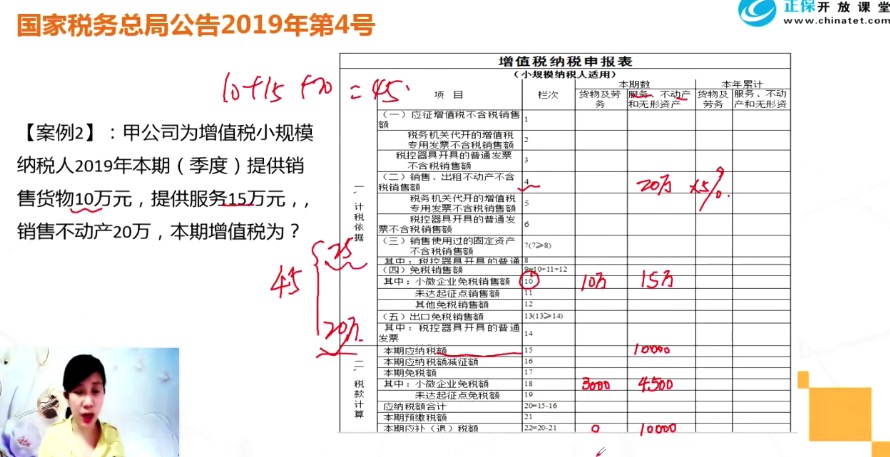 国家税务总局公告2019年第4号
正保开放课堂
www.chinatet.com
10+15+20=45.
【案例2】：甲公司为增值税小规模
纳税人2019年本期（季度）提供销
售货物10万元，提供服务15万元，，
销售不动产20万，本期增值税为？
45
25
20万
增值税纳税申报表
（小规模纳税人适用）
项 目 栏次 本期数 本年累计
货物及劳务 服务、不动产和无形资产 货物及劳务 服务、不动产和无形资
一、计税依据
（一）应征增值税不含税销售额 1
税务机关代开的增值税专用发票不含税销售额 2
税控器具开具的普通发票不含税销售额 3
（二）销售、出租不动产不含税销售额 4 20万 ×5%.
税务机关代开的增值税专用发票不含税销售额 5
税控器具开具的普通发票不含税销售额 6
（三）销售使用过的固定资产不含税销售额 7(7≥8)
其中：税控器具开具的普通 8
（四）免税销售额 9=10+11+12
其中：小微企业免税销售额 10 10万 15万
未达起征点销售额 11
其他免税销售额 12
（五）出口免税销售额 13(13≥14)
其中：税控器具开具的普通发票 14
二、税款计算
本期应纳税额 15 10000
本期应纳税额减征额 16
本期免税额 17
其中：小微企业免税额 18 3000 4500
未达起征点免税额 19
应纳税额合计 20=15-16
本期预缴税额 21
本期应补（退）税额 22=20-21 0 10000